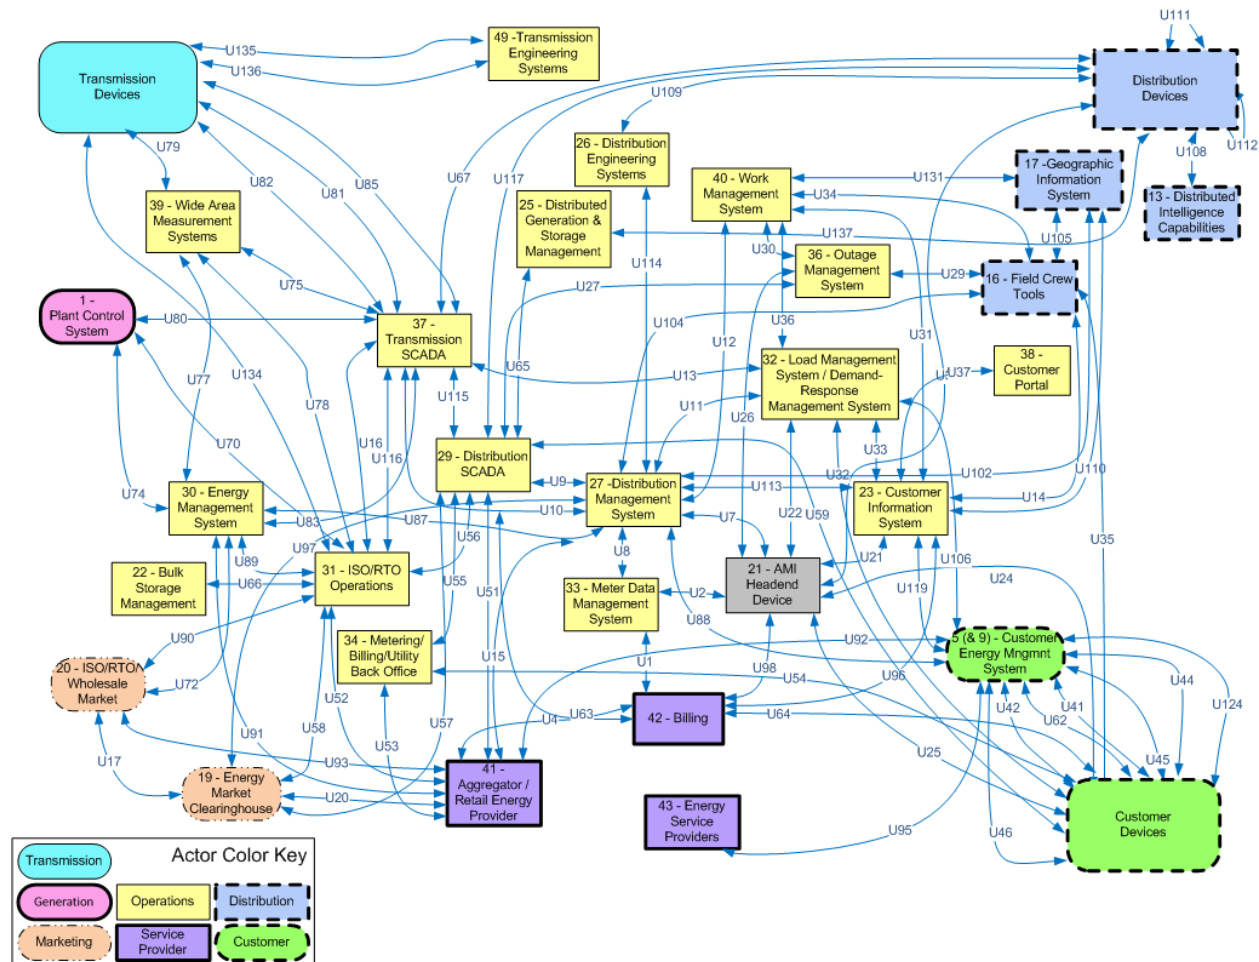 U111
U135
49 -Transmission
Engineering
Systems
U136
Transmission
Devices
Distribution
Devices
U109
U79
U82
U81
U85
U67
U117
26 - Distribution
Engineering
Systems
U112
U108
17 -Geographic
Information
System
40 - Work
Management
System
U131
U34
13 - Distributed
Intelligence
Capabilities
39 - Wide Area
Measurement
Systems
25 - Distributed
Generation &
Storage
Management
U137
U105
U30
36 - Outage
Management
System
U114
U75
U27
U29
16 - Field Crew
Tools
1 -
Plant Control
System
U80
37 -
Transmission
SCADA
U104
U12
U36
U31
U134
U77
U78
U65
U13
32 - Load Management
System / Demand-
Response
Management System
U37
38 -
Customer
Portal
U115
U11
U26
U70
U16
U116
29 - Distribution
SCADA
U33
U32
U102
U110
U74
30 - Energy
Management
System
U83
U87
U9
U10
27 -Distribution
Management
System
U113
U22
U59
23 - Customer
Information
System
U14
U7
U35
U89
U97
U56
U8
U21
U106
22 - Bulk
Storage
Management
U66
31 - ISO/RTO
Operations
U55
U51
33 - Meter Data
Management
System
U2
21 - AMI
Headend
Device
U119
U24
U90
34 - Metering/
Billing/Utility
Back Office
U15
U88
U92
5 (& 9) - Customer
Energy Mngmnt
System
20 - ISO/RTO/
Wholesale
Market
U72
U1
U98
U96
U54
U44
U52
U58
U91
U57
U53
U4
U63
42 - Billing
U64
U42
U62
U41
U124
U17
U93
U25
U45
19 - Energy
Market
Clearinghouse
U20
41 -
Aggregator /
Retail Energy
Provider
43 - Energy
Service
Providers
U95
U46
Customer
Devices
Actor Color Key
Transmission
Generation
Operations
Distribution
Marketing
Service
Provider
Customer